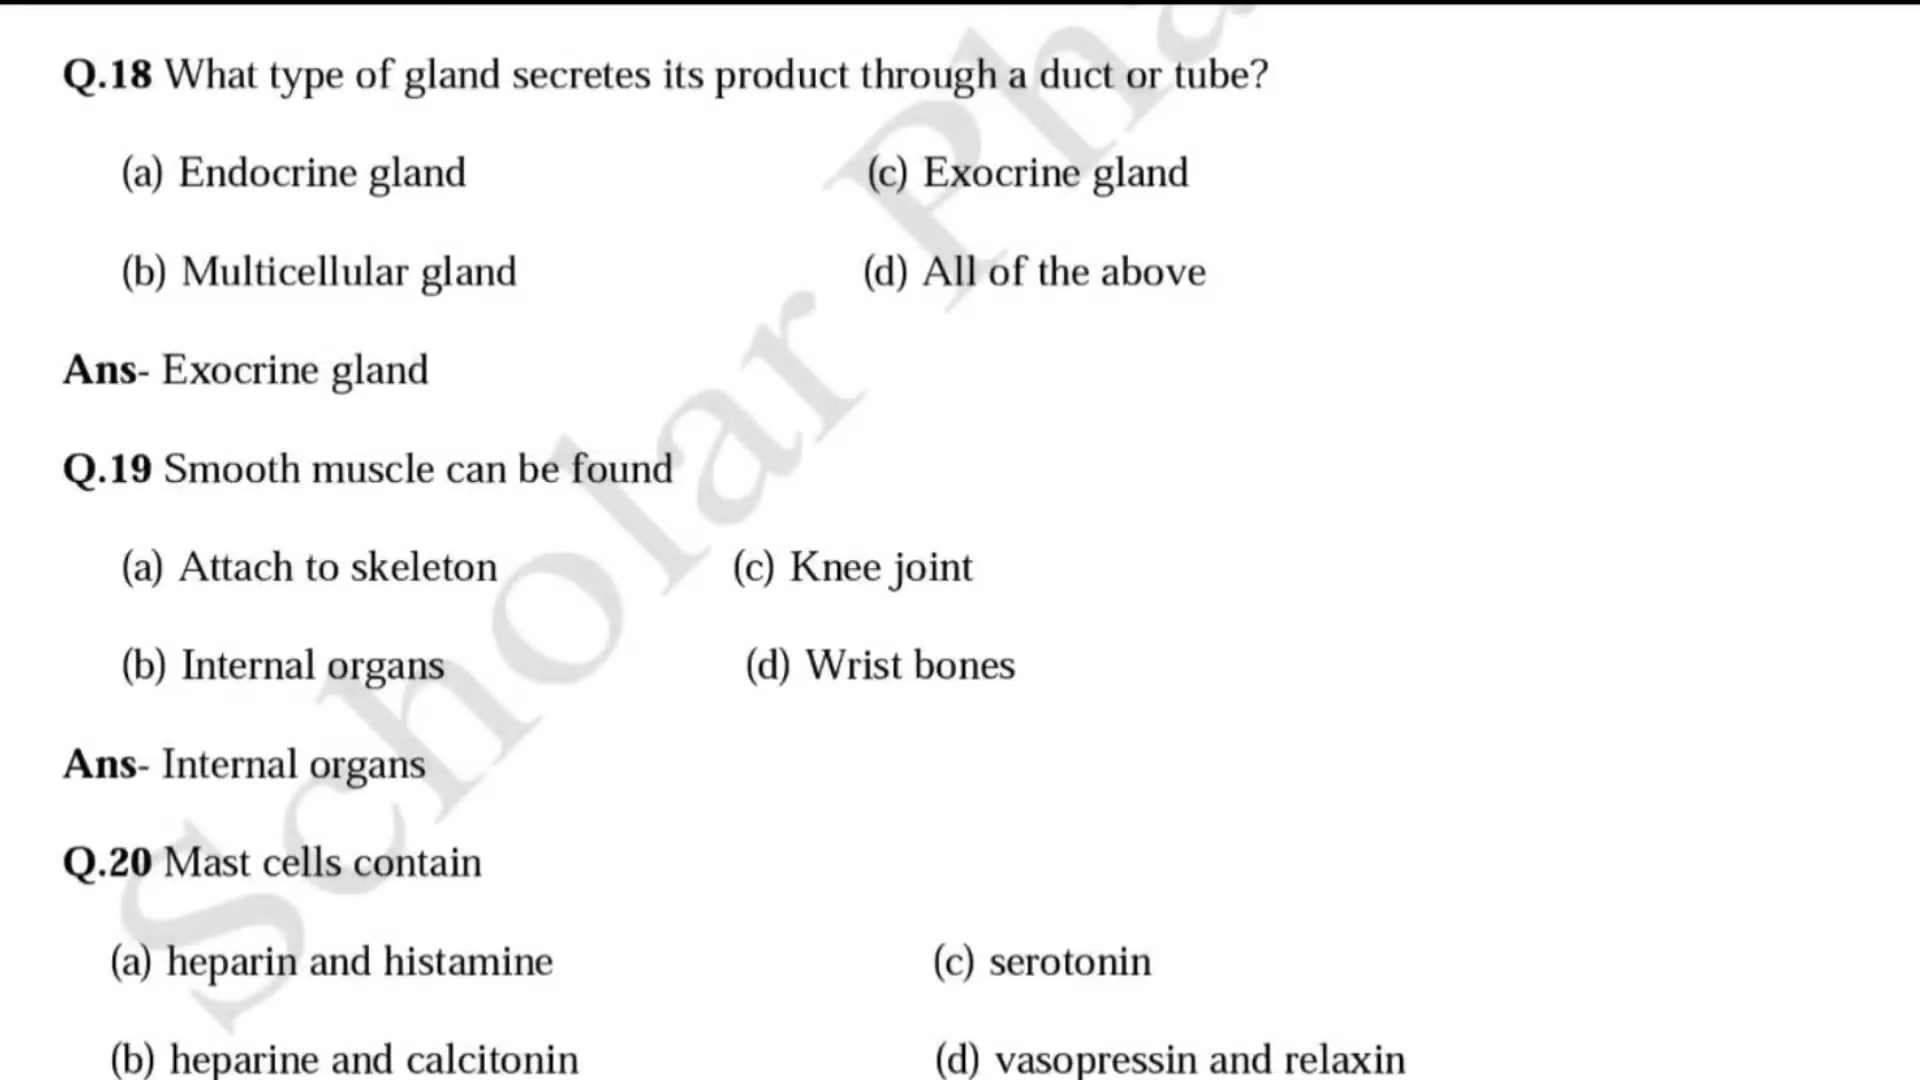 Q.18 What type of gland secretes its product through a duct or tube?
(a) Endocrine gland (c) Exocrine gland
(b) Multicellular gland (d) All of the above
Ans- Exocrine gland
Q.19 Smooth muscle can be found
(a) Attach to skeleton (c) Knee joint
(b) Internal organs (d) Wrist bones
Ans- Internal organs
Q.20 Mast cells contain
(a) heparin and histamine (c) serotonin
(b) heparine and calcitonin (d) vasopressin and relaxin
Scholar